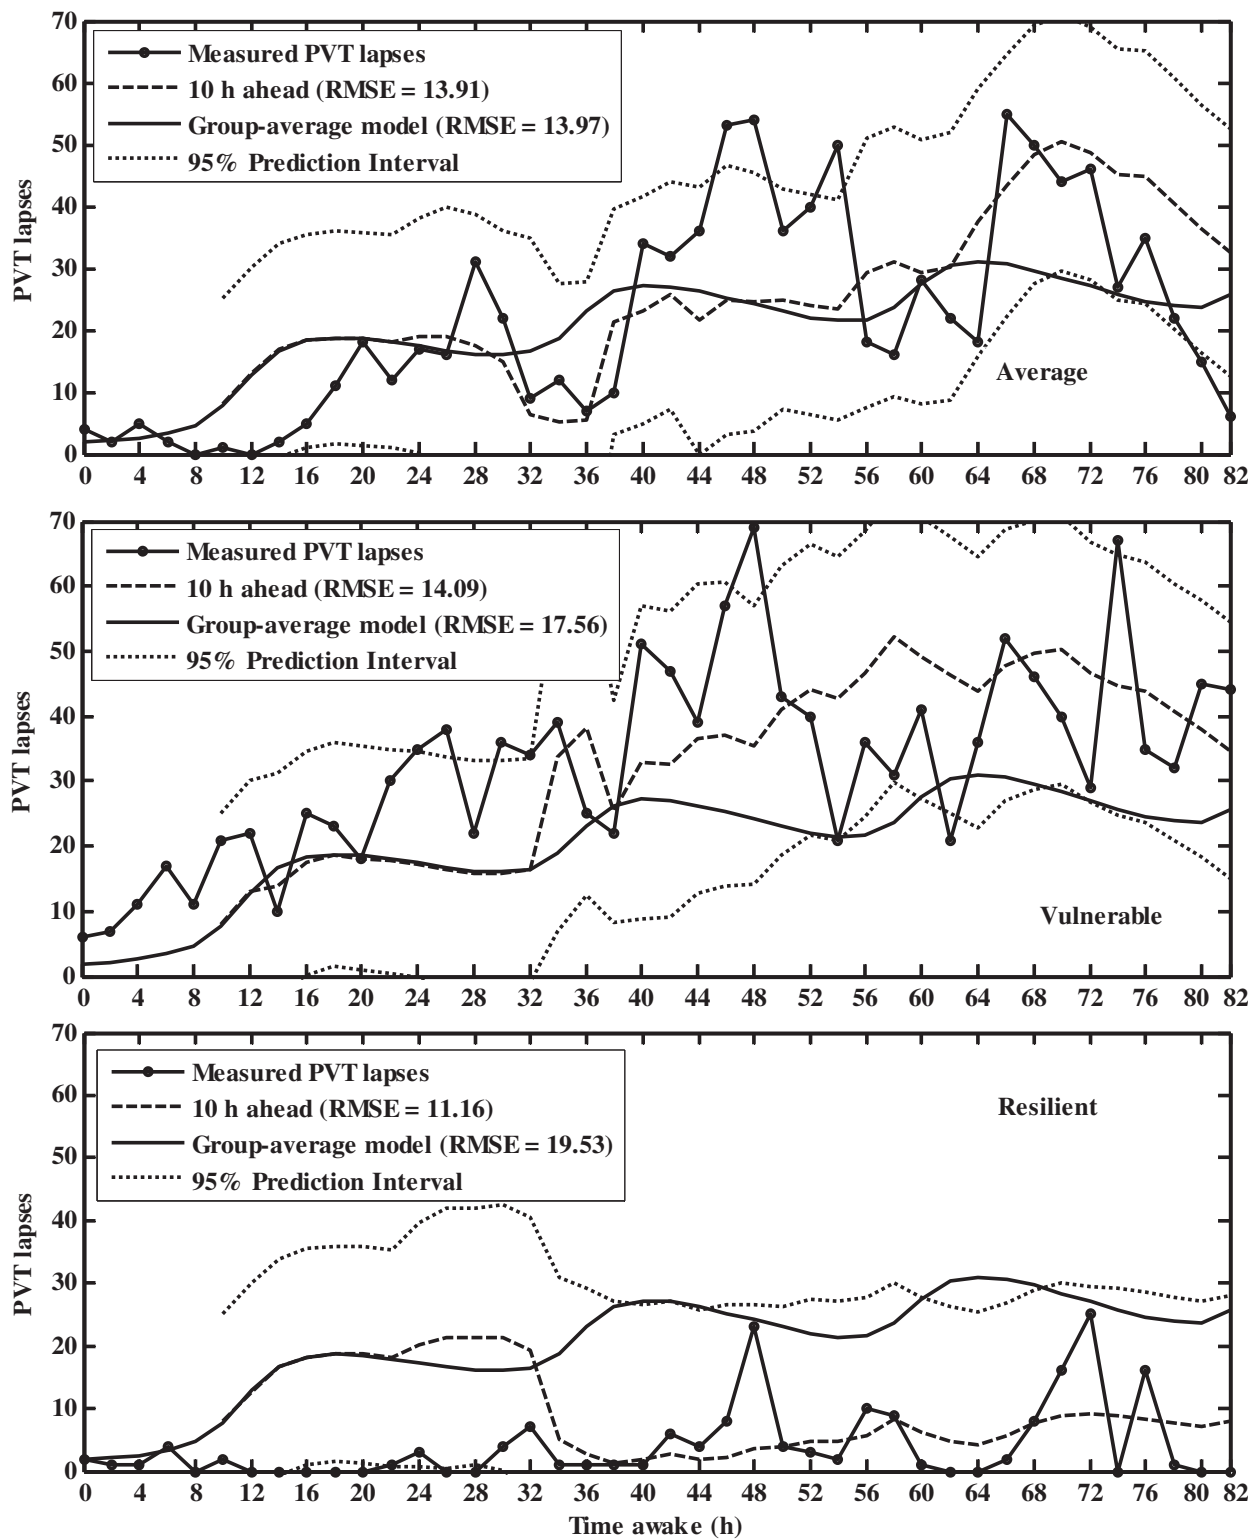 PVT lapses
70
60
50
40
30
20
10
0
Measured PVT lapses
10 h ahead (RMSE = 13.91)
Group-average model (RMSE = 13.97)
95% Prediction Interval
Average
0 4 8 12 16 20 24 28 32 36 40 44 48 52 56 60 64 68 72 76 80 82
PVT lapses
70
60
50
40
30
20
10
0
Measured PVT lapses
10 h ahead (RMSE = 14.09)
Group-average model (RMSE = 17.56)
95% Prediction Interval
Vulnerable
0 4 8 12 16 20 24 28 32 36 40 44 48 52 56 60 64 68 72 76 80 82
PVT lapses
70
60
50
40
30
20
10
0
Measured PVT lapses
10 h ahead (RMSE = 11.16)
Group-average model (RMSE = 19.53)
95% Prediction Interval
Resilient
0 4 8 12 16 20 24 28 32 36 40 44 48 52 56 60 64 68 72 76 80 82
Time awake (h)